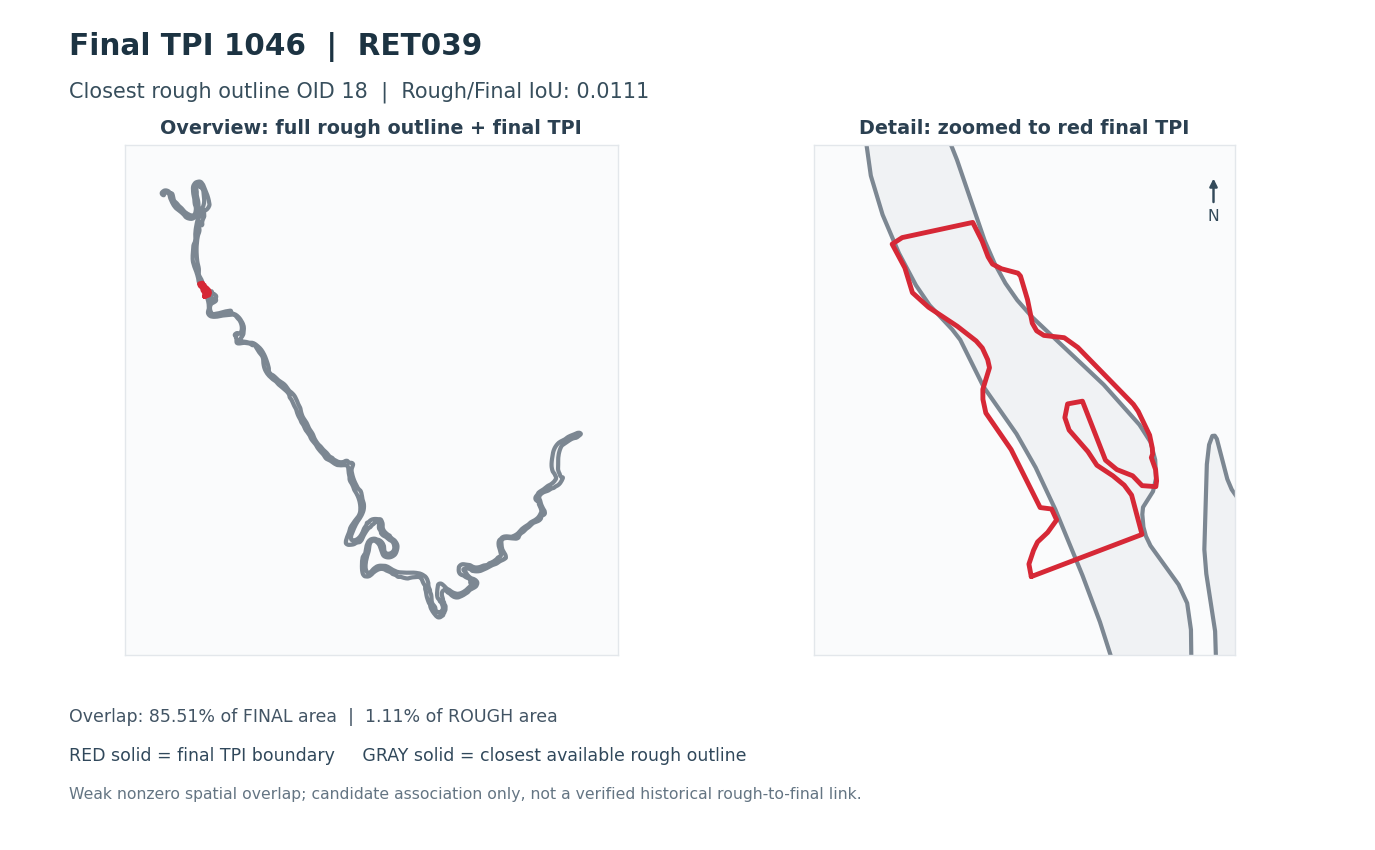 Final TPI 1046  |  RET039
Closest rough outline OID 18  |  Rough/Final IoU: 0.0111
Overview: full rough outline + final TPI
Detail: zoomed to red final TPI
N
Overlap: 85.51% of FINAL area  |  1.11% of ROUGH area
RED solid = final TPI boundary     GRAY solid = closest available rough outline
Weak nonzero spatial overlap; candidate association only, not a verified historical rough-to-final link.